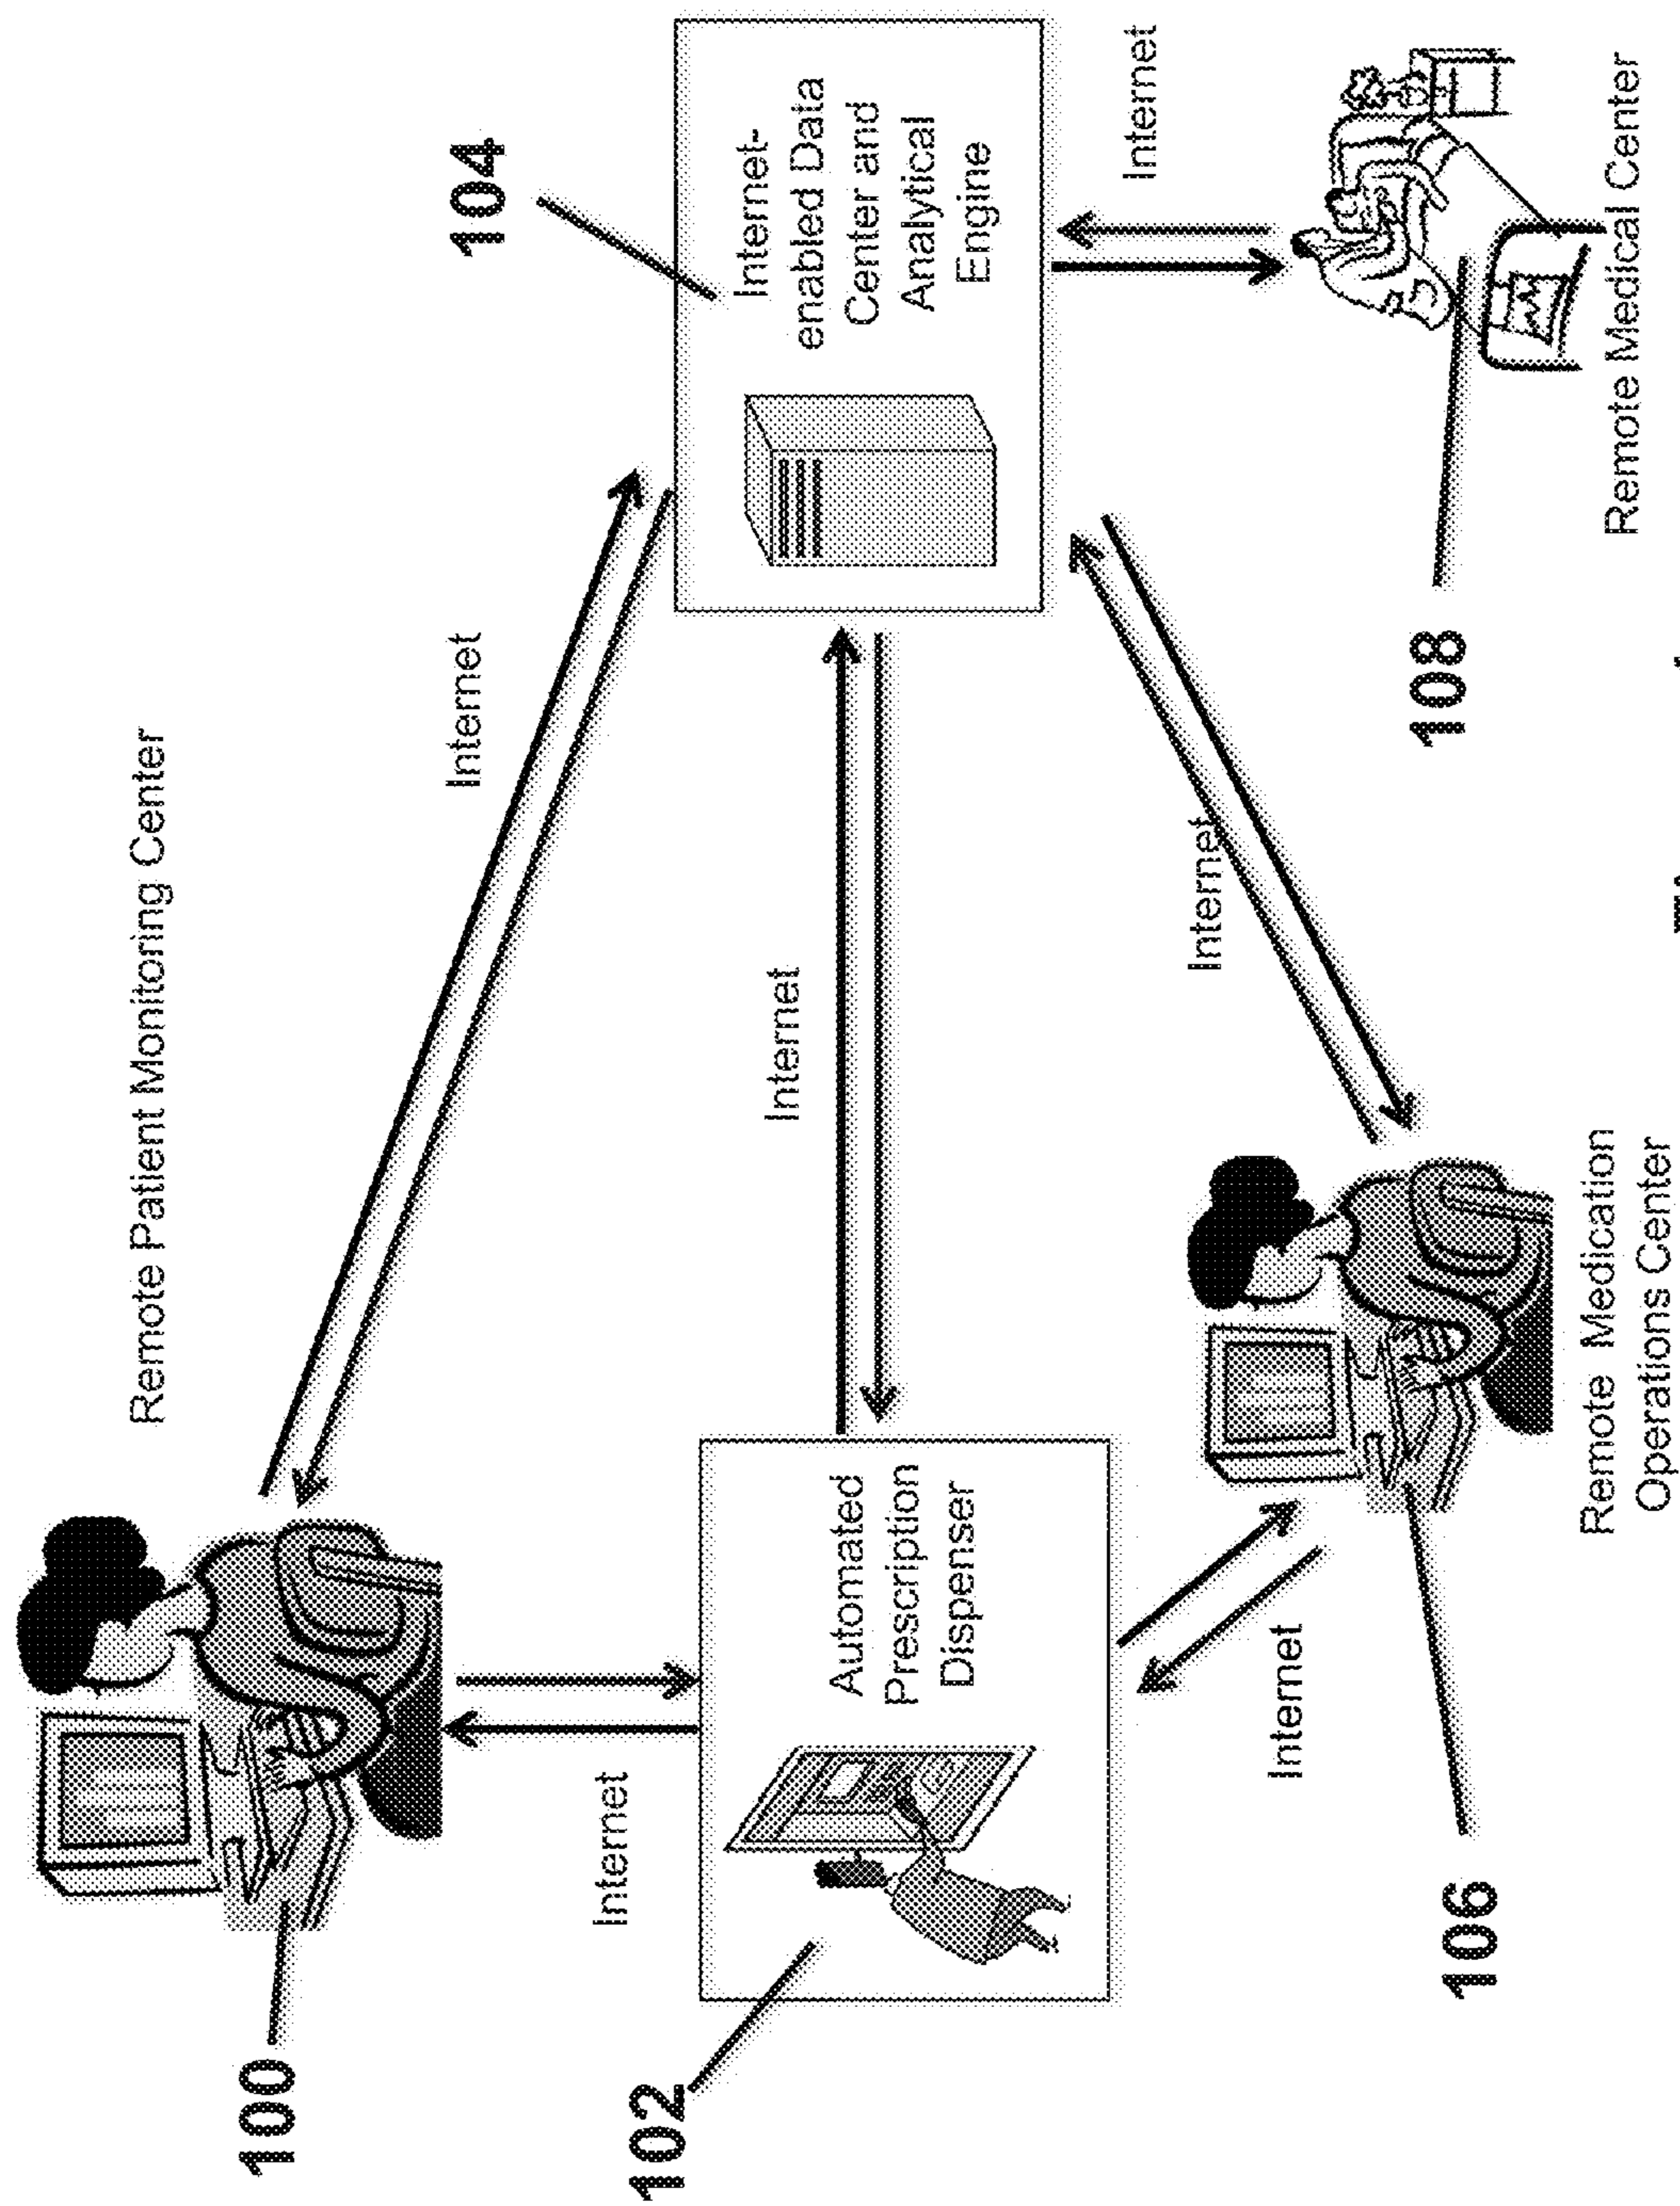 Remote Patient Monitoring Center
100
104
Internet
Internet-
enabled Data
Center and
Analytical
Engine
Internet
102
Internet
Automated
Prescription
Dispenser
Internet
Internet
Internet
106
108
Remote Medication
Operations Center
Remote Medical Center